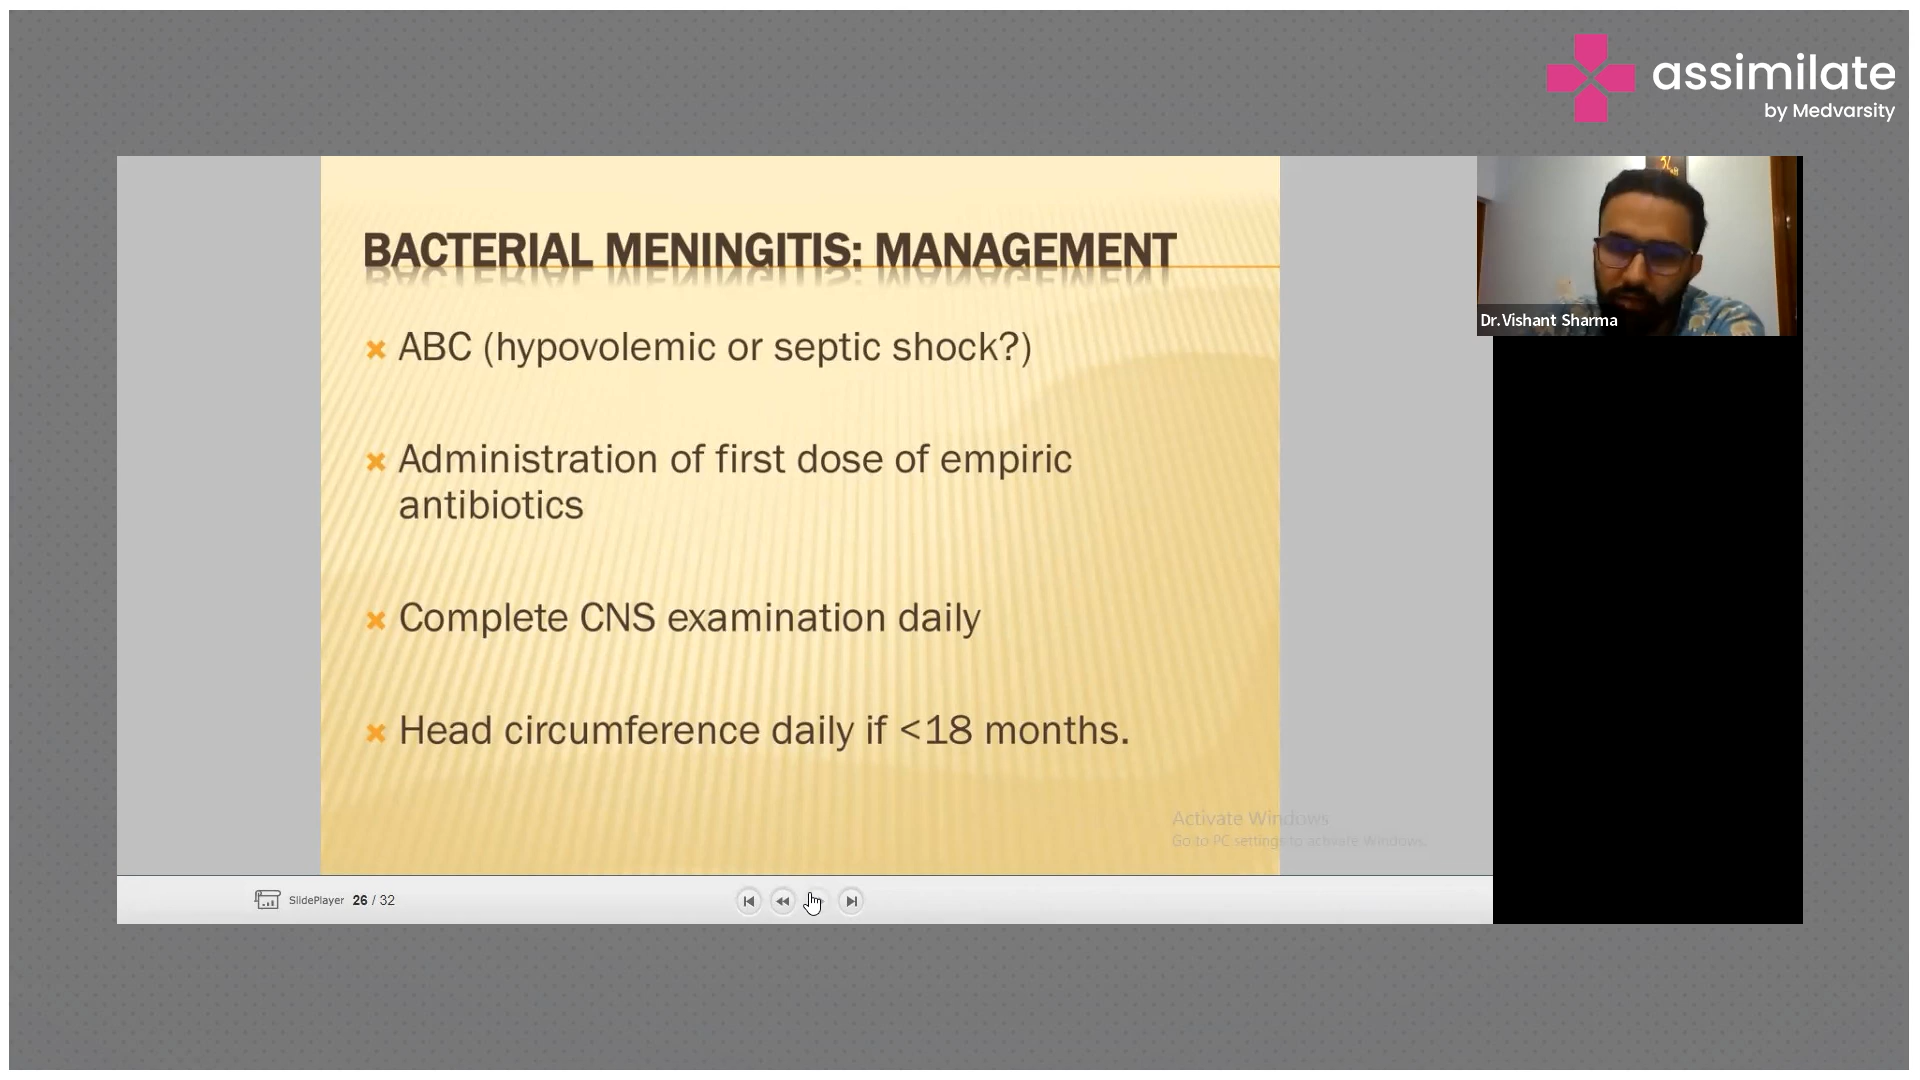 assimilate
by Medvarsity
BACTERIAL MENINGITIS: MANAGEMENT
ABC (hypovolemic or septic shock?)
Administration of first dose of empiric
antibiotics
Complete CNS examination daily
Head circumference daily if <18 months.
Dr.Vishant Sharma
Activate Windows
Go to PC settings to activate Windows.
SlidePlayer 26 / 32